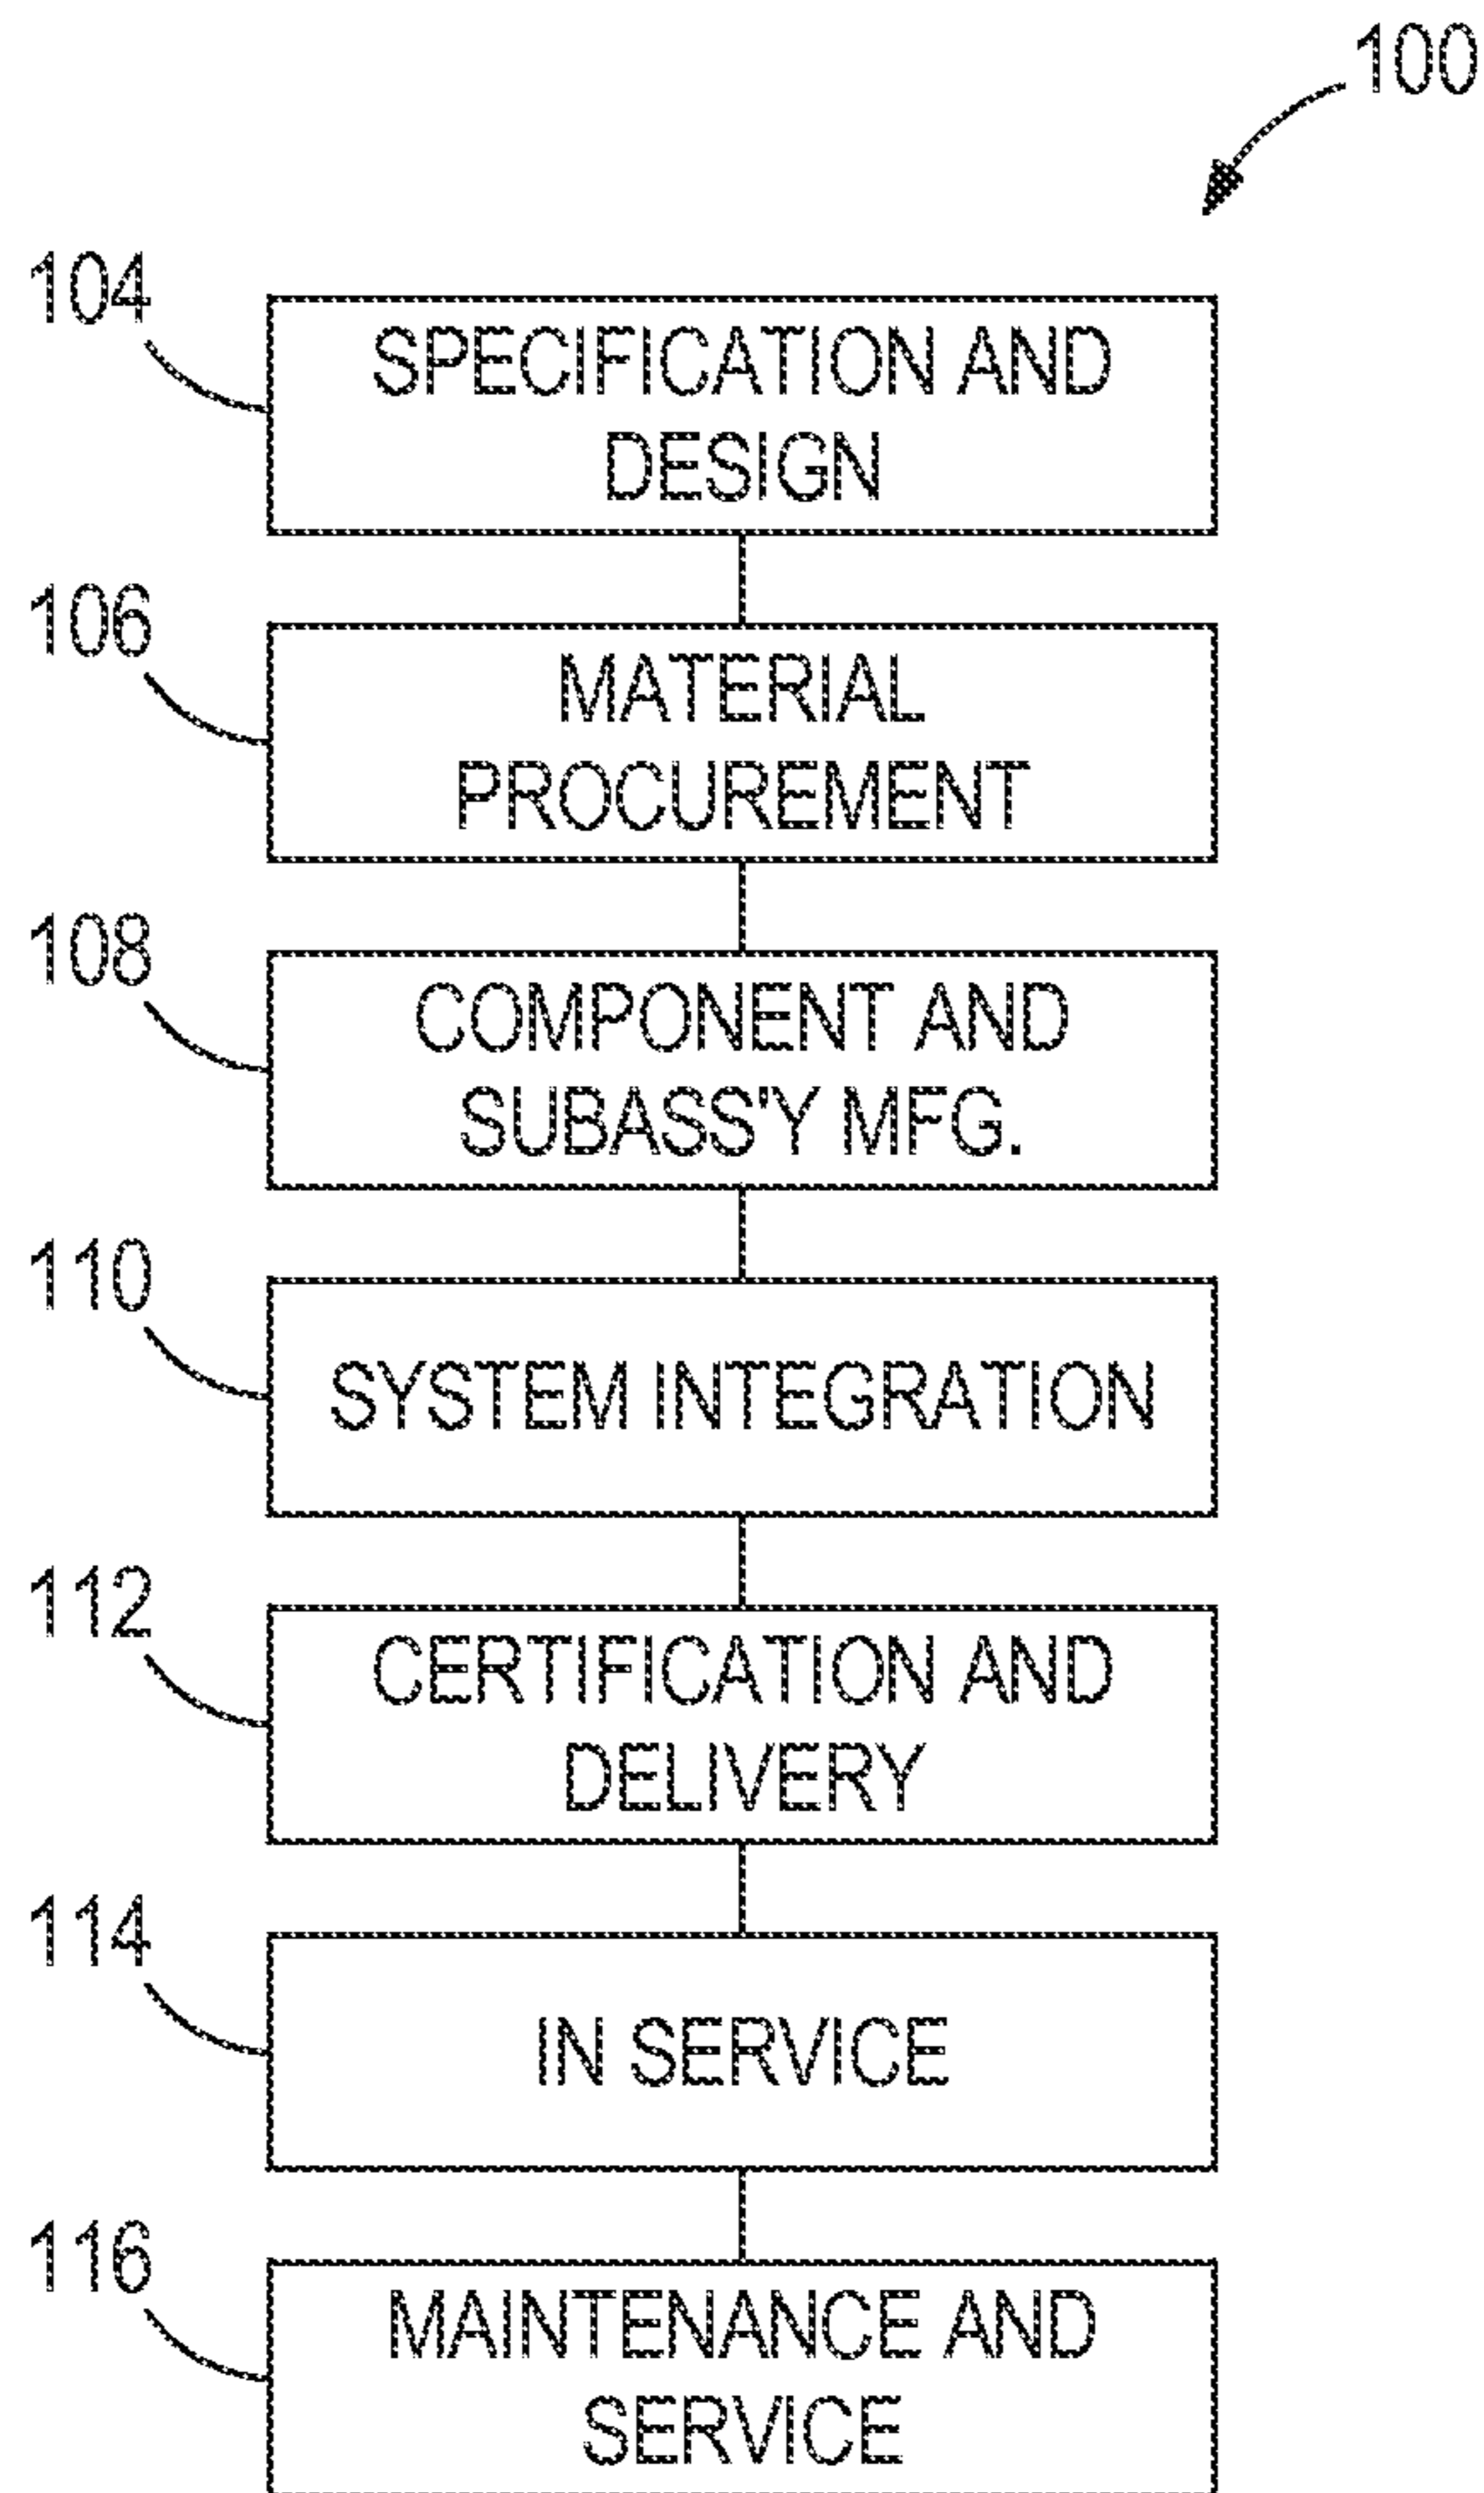 100
104
SPECIFICATION AND
DESIGN
106
MATERIAL
PROCUREMENT
108
COMPONENT AND
SUBASS'Y MFG.
110
SYSTEM INTEGRATION
112
CERTIFICATION AND
DELIVERY
114
IN SERVICE
116
MAINTENANCE AND
SERVICE